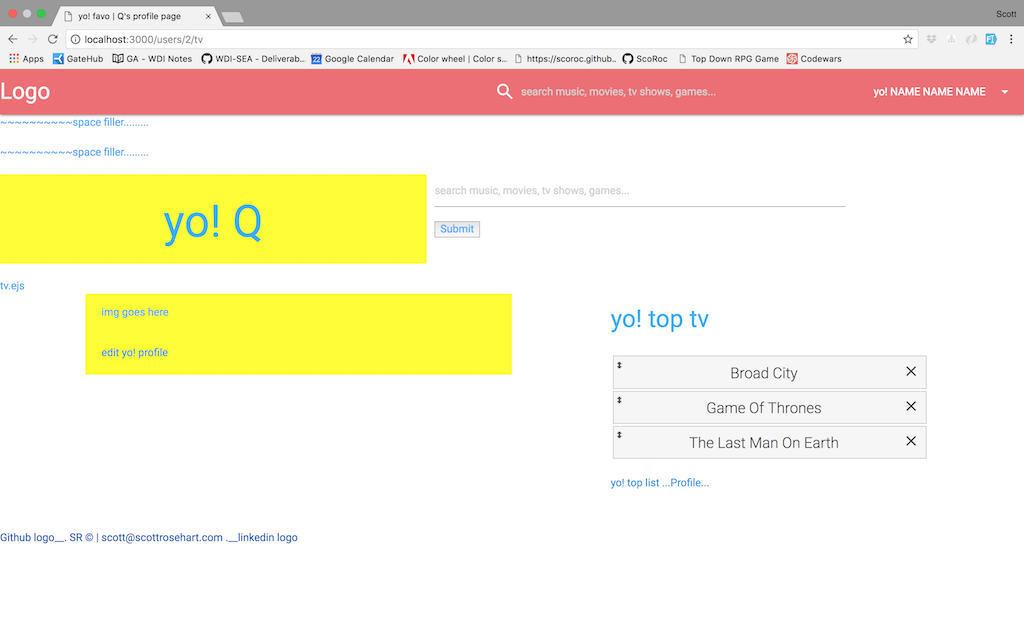 yo! favo | Q's profile page
Scott
localhost:3000/users/2/tv
Apps GateHub GA - WDI Notes WDI-SEA - Deliverab... 22 Google Calendar Color wheel | Color s... https://scoroc.github... ScoRoc Top Down RPG Game Codewars
Logo
search music, movies, tv shows, games...
yo! NAME NAME NAME
~~~~~~~~~~space filler.........
~~~~~~~~~~space filler.........
yo! Q
search music, movies, tv shows, games...
Submit
tv.ejs
img goes here
edit yo! profile
yo! top tv
Broad City
Game Of Thrones
The Last Man On Earth
yo! top list ...Profile...
Github logo__. SR © | scott@scottrosehart.com .__linkedin logo